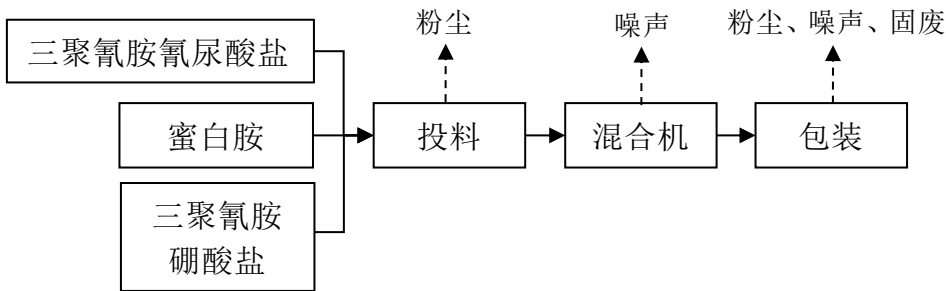 粉尘
噪声
粉尘、噪声、固废
三聚氰胺氰尿酸盐
蜜白胺
投料
混合机
包装
三聚氰胺
硼酸盐